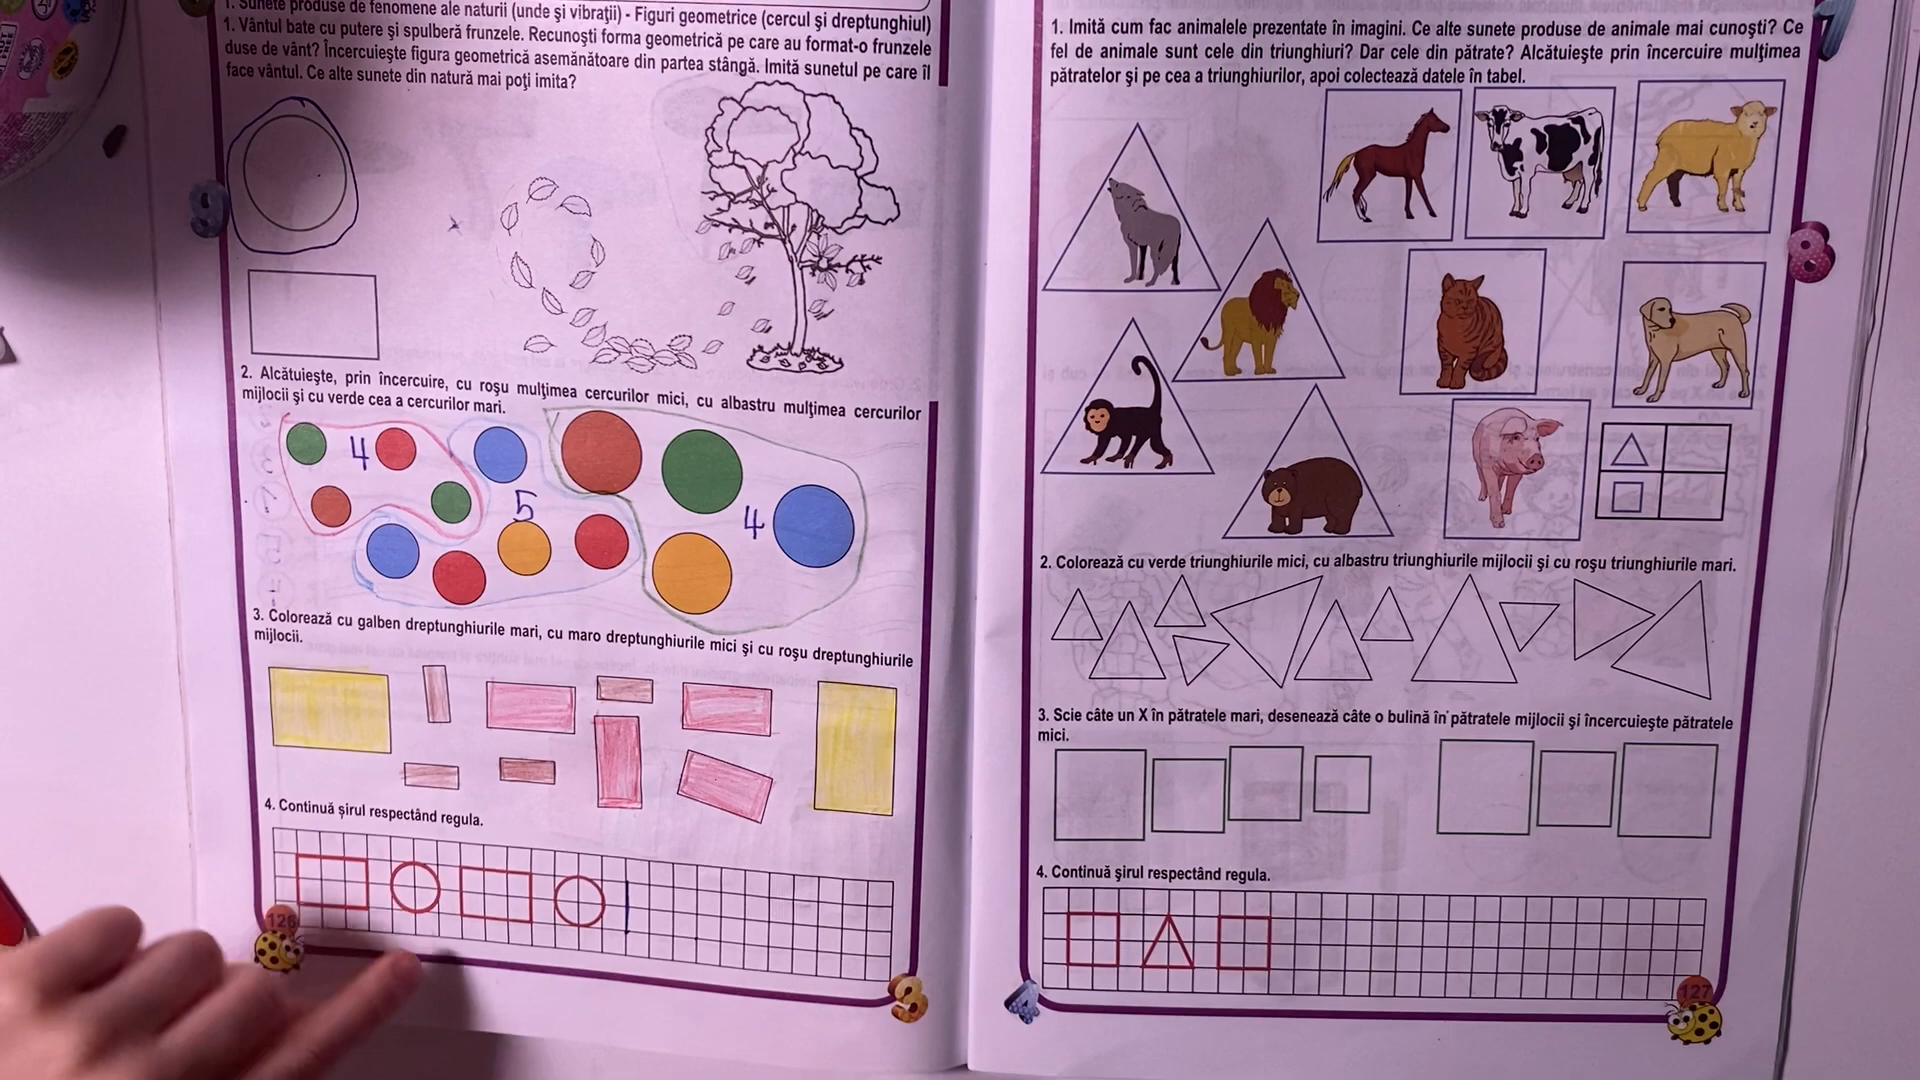 1. Sunete produse de fenomene ale naturii (unde şi vibraţii) - Figuri geometrice (cercul şi dreptunghiul)
1. Vântul bate cu putere şi spulberă frunzele. Recunoşti forma geometrică pe care au format-o frunzele
duse de vânt? Încercuieşte figura geometrică asemănătoare din partea stângă. Imită sunetul pe care îl
face vântul. Ce alte sunete din natură mai poţi imita?
9
2. Alcătuieşte, prin încercuire, cu roşu mulţimea cercurilor mici, cu albastru mulţimea cercurilor
mijlocii şi cu verde cea a cercurilor mari.
4
5
4
3. Colorează cu galben dreptunghiurile mari, cu maro dreptunghiurile mici şi cu roşu dreptunghiurile
mijlocii.
4. Continuă şirul respectând regula.
126
1. Imită cum fac animalele prezentate în imagini. Ce alte sunete produse de animale mai cunoşti? Ce
fel de animale sunt cele din triunghiuri? Dar cele din pătrate? Alcătuieşte prin încercuire mulţimea
pătratelor şi pe cea a triunghiurilor, apoi colectează datele în tabel.
7
8
2. Colorează cu verde triunghiurile mici, cu albastru triunghiurile mijlocii şi cu roşu triunghiurile mari.
3. Scie câte un X în pătratele mari, desenează câte o bulină în pătratele mijlocii şi încercuieşte pătratele
mici.
4. Continuă şirul respectând regula.
4
127